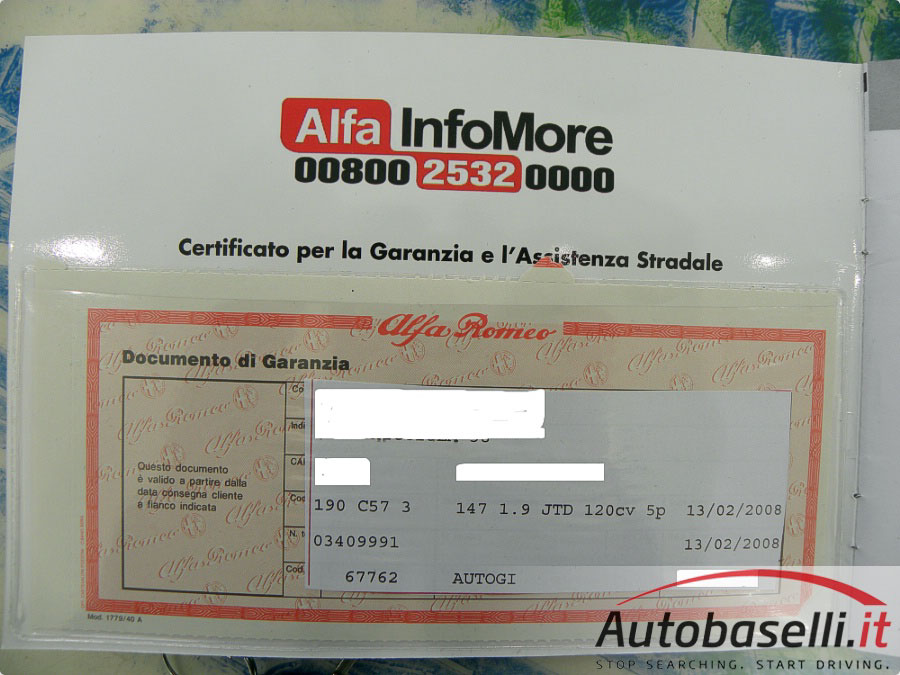 Alfa InfoMore
00800 2532 0000
Certificato per la Garanzia e l'Assistenza Stradale
Alfa Romeo
Documento di Garanzia
Questo documento
è valido a partire dalla
data consegna cliente
a fianco indicata
190 C57 3 147 1.9 JTD 120cv 5p 13/02/2008
03409991 13/02/2008
67762 AUTOGI
Mod. 1779/40 A
Autobaselli.it
STOP SEARCHING. START DRIVING.